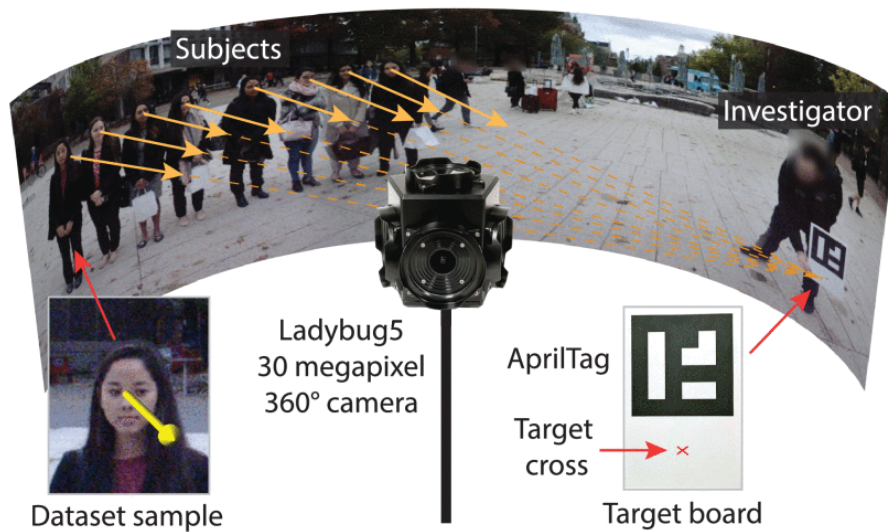 Subjects
Investigator
Ladybug5
30 megapixel
360° camera
AprilTag
Target
cross
Dataset sample
Target board